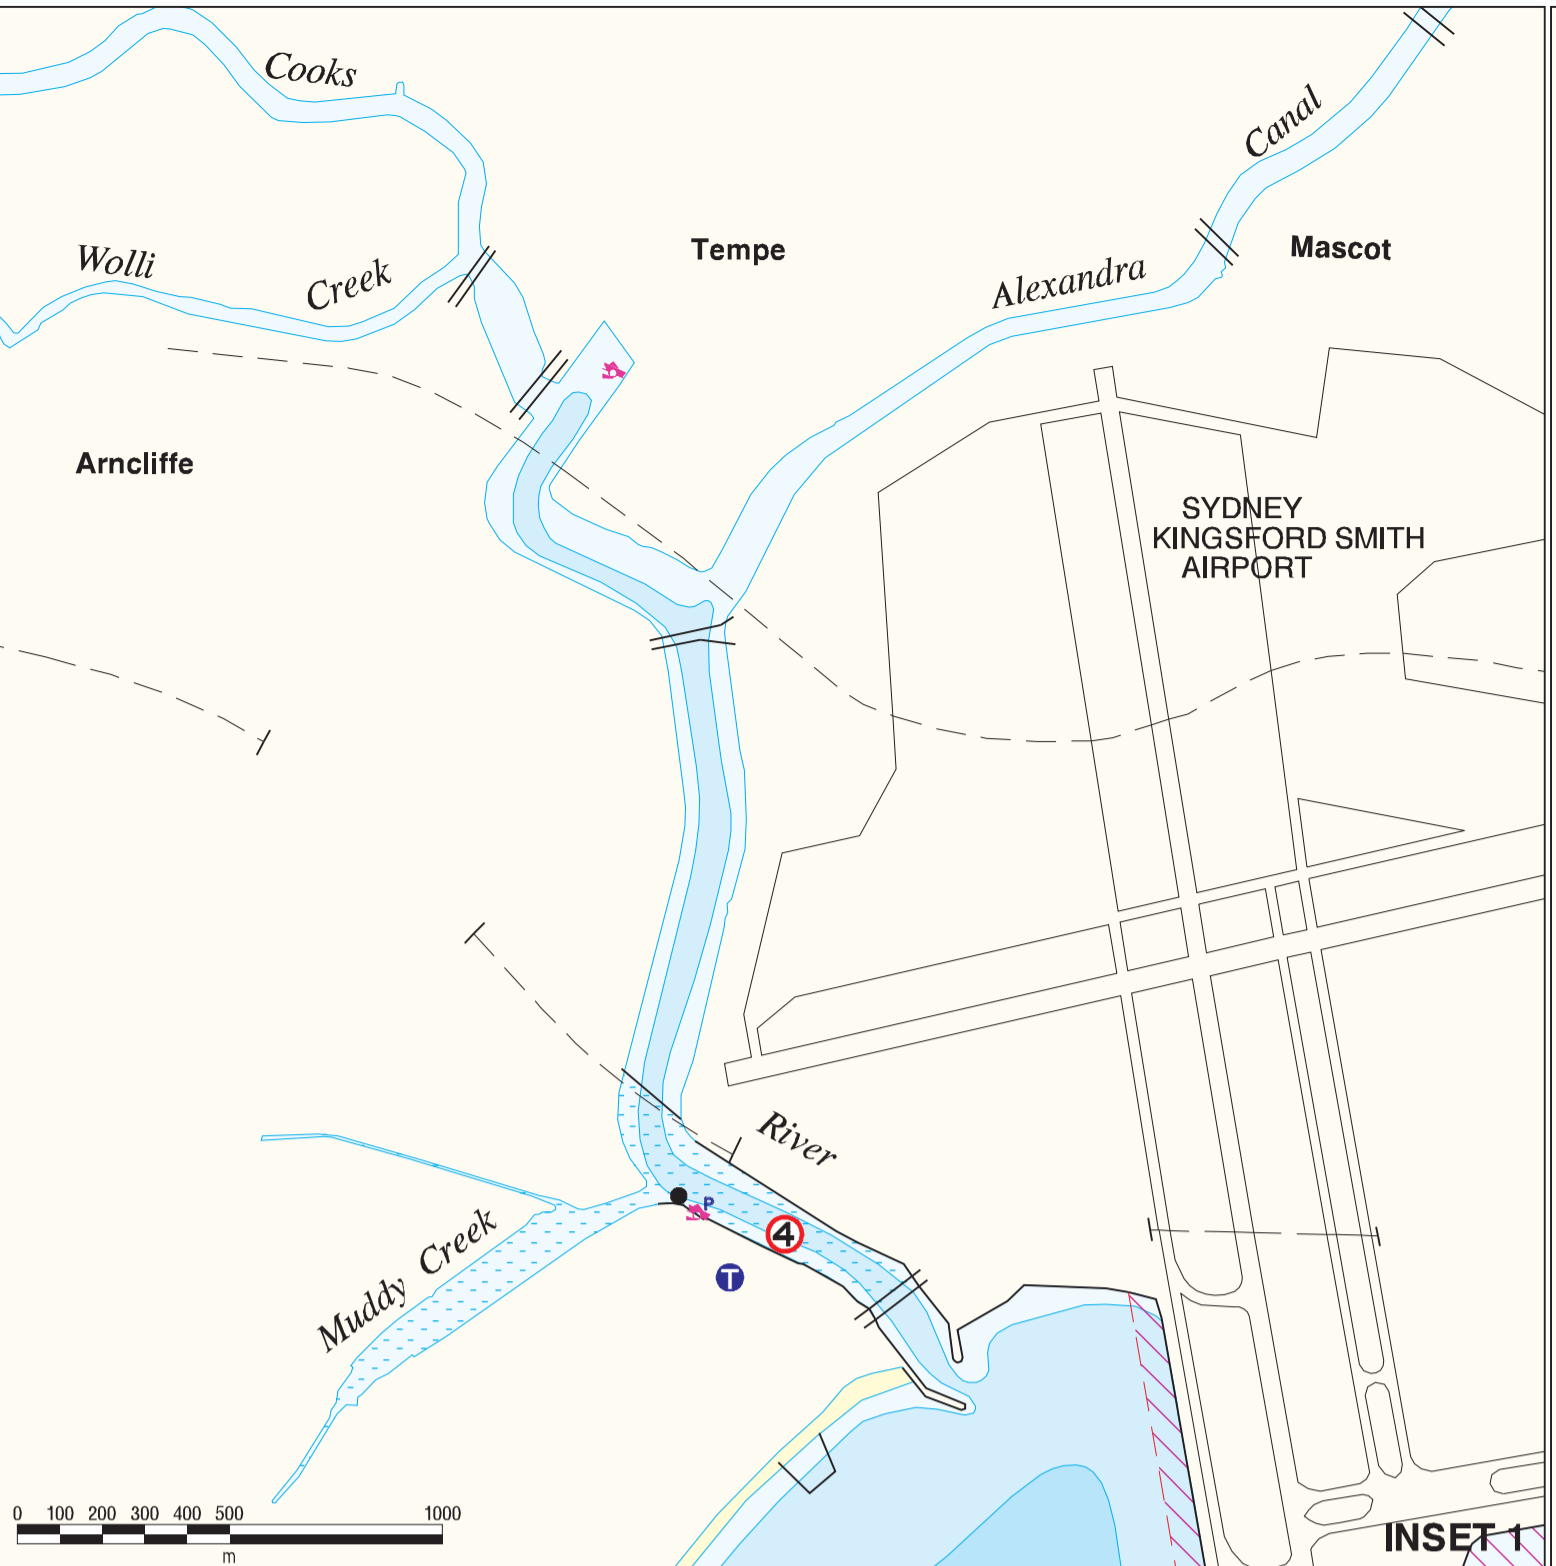 Cooks
Canal
Wolli
Creek
Tempe
Mascot
Alexandra
Arncliffe
SYDNEY
KINGSFORD SMITH
AIRPORT
River
P
4
T
Muddy Creek
0 100 200 300 400 500 1000
m
INSET 1